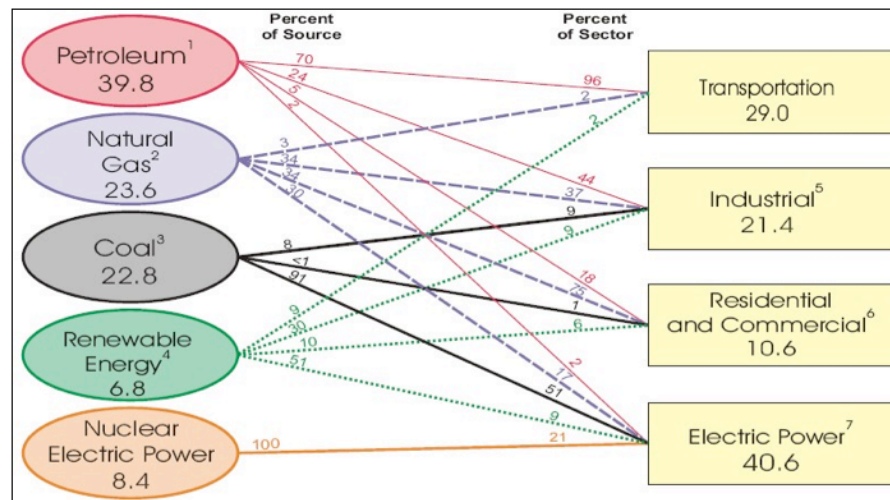 Percent
of Source
Percent
of Sector
Petroleum1
39.8
Natural
Gas2
23.6
Coal3
22.8
Renewable
Energy4
6.8
Nuclear
Electric Power
8.4
70
24
5
2
3
34
34
30
8
<1
91
9
30
10
51
100
96
2
2
44
37
9
9
18
75
1
6
2
17
51
9
21
Transportation
29.0
Industrial5
21.4
Residential
and Commercial6
10.6
Electric Power7
40.6